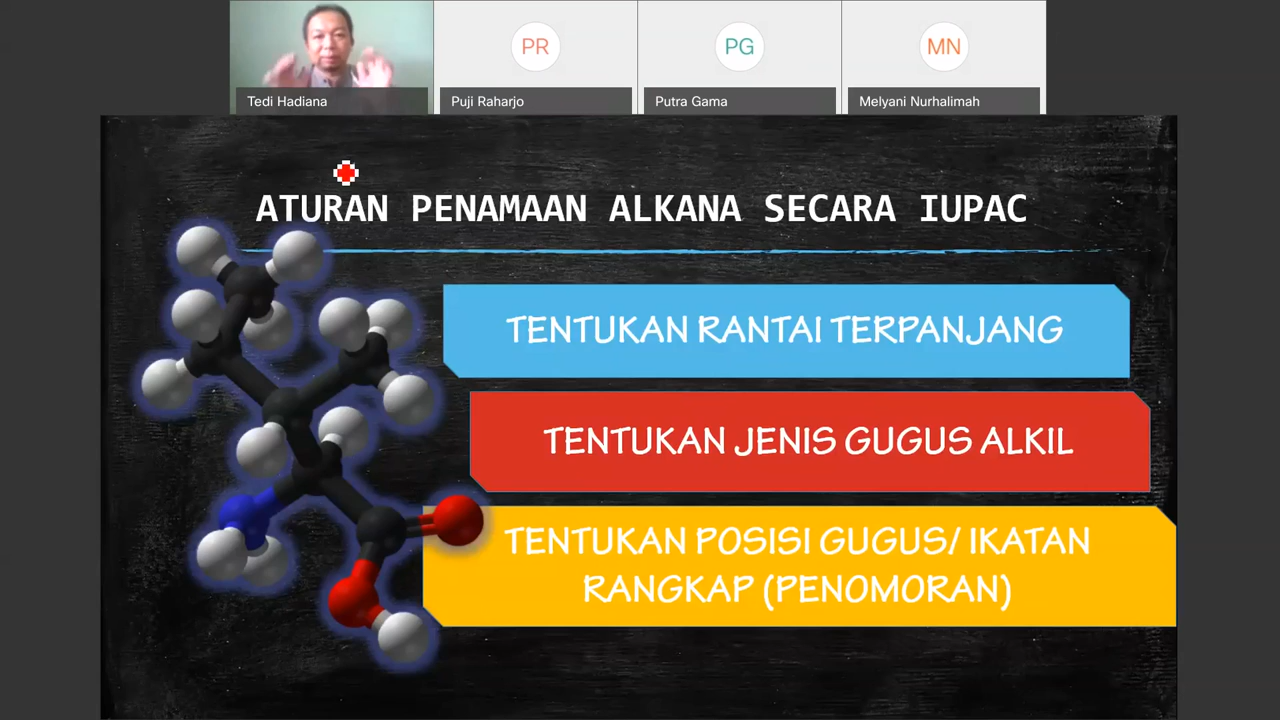 PR
PG
MN
Tedi Hadiana
Puji Raharjo
Putra Gama
Melyani Nurhalimah
ATURAN PENAMAAN ALKANA SECARA IUPAC
TENTUKAN RANTAI TERPANJANG
TENTUKAN JENIS GUGUS ALKIL
TENTUKAN POSISI GUGUS/ IKATAN
RANGKAP (PENOMORAN)